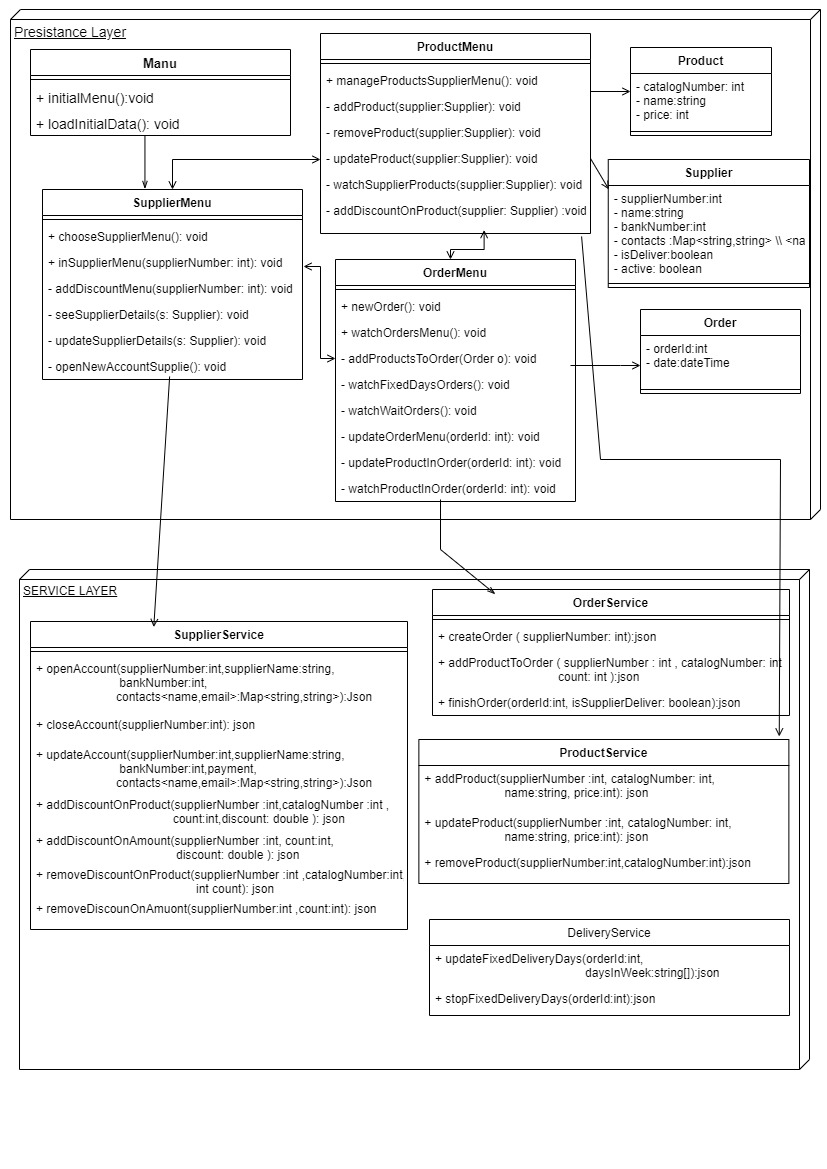 Presistance Layer
Manu
+ initialMenu():void
+ loadInitialData(): void
ProductMenu
+ manageProductsSupplierMenu(): void
- addProduct(supplier:Supplier): void
- removeProduct(supplier:Supplier): void
- updateProduct(supplier:Supplier): void
- watchSupplierProducts(supplier:Supplier): void
- addDiscountOnProduct(supplier: Supplier) :void
Product
- catalogNumber: int
- name:string
- price: int
Supplier
- supplierNumber:int
- name:string
- bankNumber:int
- contacts :Map<string,string> \\ <na
- isDeliver:boolean
- active: boolean
SupplierMenu
+ chooseSupplierMenu(): void
+ inSupplierMenu(supplierNumber: int): void
- addDiscountMenu(supplierNumber: int): void
- seeSupplierDetails(s: Supplier): void
- updateSupplierDetails(s: Supplier): void
- openNewAccountSupplie(): void
OrderMenu
+ newOrder(): void
+ watchOrdersMenu(): void
- addProductsToOrder(Order o): void
- watchFixedDaysOrders(): void
- watchWaitOrders(): void
- updateOrderMenu(orderId: int): void
- updateProductInOrder(orderId: int): void
- watchProductInOrder(orderId: int): void
Order
- orderId:int
- date:dateTime
SERVICE LAYER
SupplierService
+ openAccount(supplierNumber:int,supplierName:string,
bankNumber:int,
contacts<name,email>:Map<string,string>):Json
+ closeAccount(supplierNumber:int): json
+ updateAccount(supplierNumber:int,supplierName:string,
bankNumber:int,payment,
contacts<name,email>:Map<string,string>):Json
+ addDiscountOnProduct(supplierNumber :int,catalogNumber :int ,
count:int,discount: double ): json
+ addDiscountOnAmount(supplierNumber :int, count:int,
discount: double ): json
+ removeDiscountOnProduct(supplierNumber :int ,catalogNumber:int
int count): json
+ removeDiscounOnAmuont(supplierNumber:int ,count:int): json
OrderService
+ createOrder ( supplierNumber: int):json
+ addProductToOrder ( supplierNumber : int , catalogNumber: int
count: int ):json
+ finishOrder(orderId:int, isSupplierDeliver: boolean):json
ProductService
+ addProduct(supplierNumber :int, catalogNumber: int,
name:string, price:int): json
+ updateProduct(supplierNumber :int, catalogNumber: int,
name:string, price:int): json
+ removeProduct(supplierNumber:int,catalogNumber:int):json
DeliveryService
+ updateFixedDeliveryDays(orderId:int,
daysInWeek:string[]):json
+ stopFixedDeliveryDays(orderId:int):json